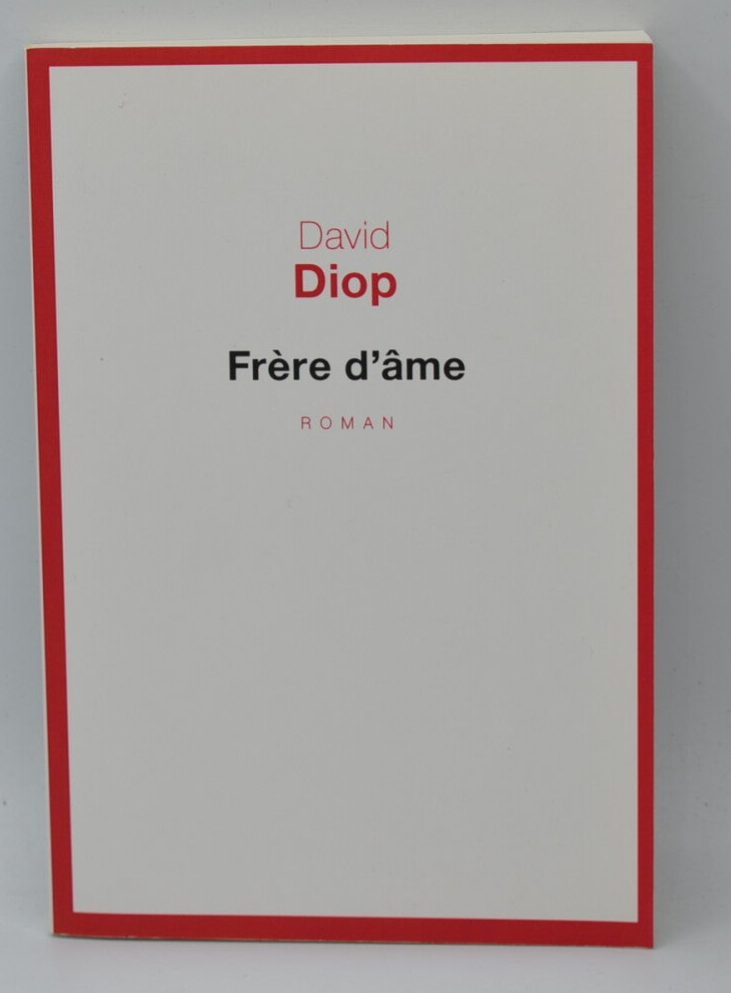 David
Diop
Frère d’âme
ROMAN